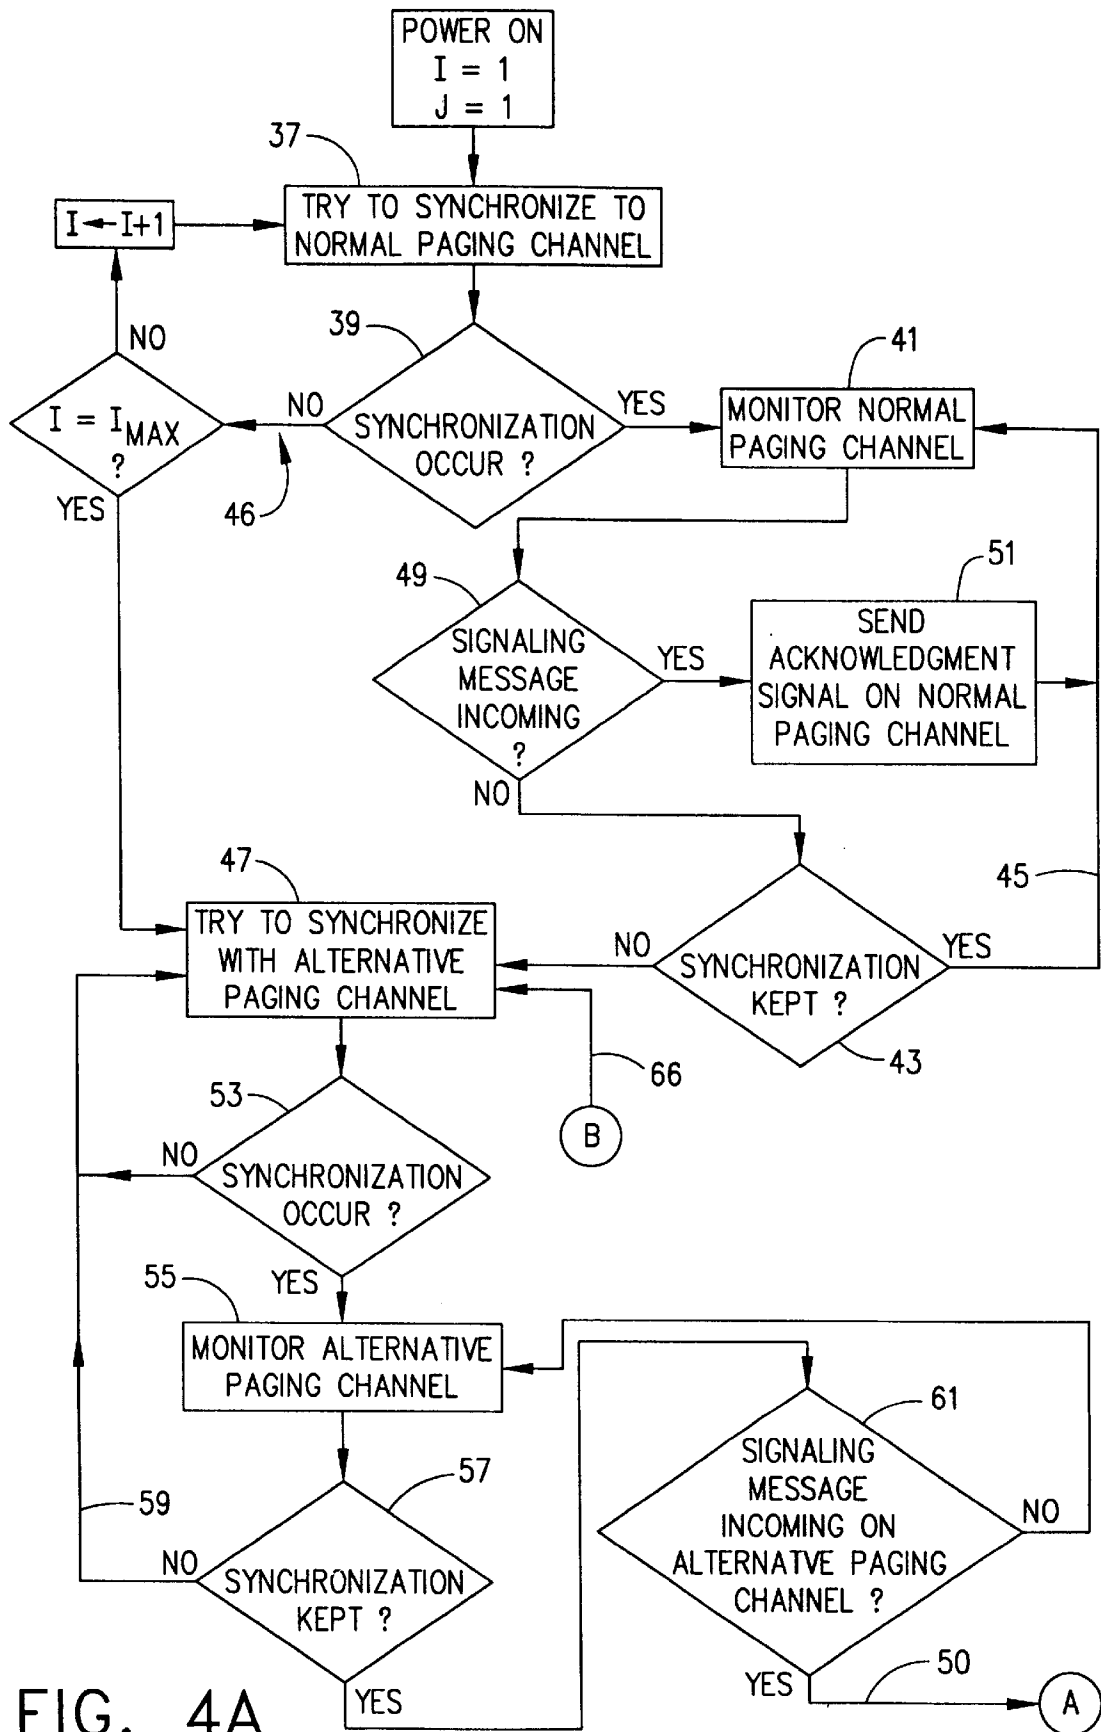 POWER ON
I = 1
J = 1
37
TRY TO SYNCHRONIZE TO
NORMAL PAGING CHANNEL
I←I+1
NO
39
41
I = IMAX
?
YES
NO
46
SYNCHRONIZATION
OCCUR ?
YES
MONITOR NORMAL
PAGING CHANNEL
49
SIGNALING
MESSAGE
INCOMING
?
YES
NO
51
SEND
ACKNOWLEDGMENT
SIGNAL ON NORMAL
PAGING CHANNEL
45
47
TRY TO SYNCHRONIZE
WITH ALTERNATIVE
PAGING CHANNEL
NO
SYNCHRONIZATION
KEPT ?
YES
43
66
B
53
NO
SYNCHRONIZATION
OCCUR ?
YES
55
MONITOR ALTERNATIVE
PAGING CHANNEL
57
59
NO
SYNCHRONIZATION
KEPT ?
YES
61
SIGNALING
MESSAGE
INCOMING ON
ALTERNATVE PAGING
CHANNEL ?
NO
YES
50
A
FIG. 4A